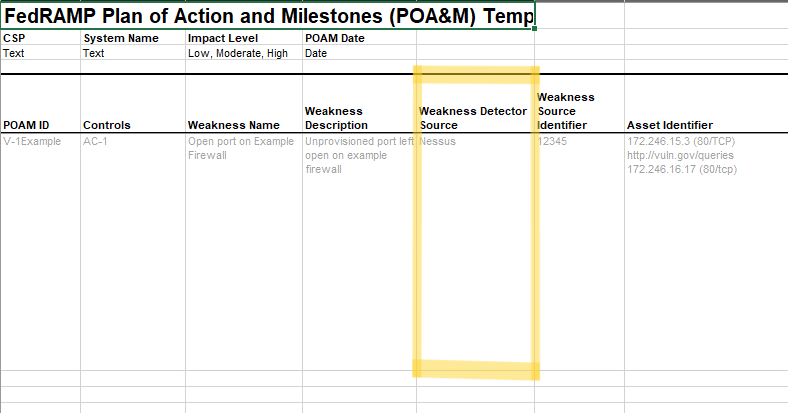 FedRAMP Plan of Action and Milestones (POA&M) Temp
CSP System Name Impact Level POAM Date
Text Text Low, Moderate, High Date
POAM ID Controls Weakness Name Weakness Description Weakness Detector Source Weakness Source Identifier Asset Identifier
V-1Example AC-1 Open port on Example Firewall Unprovisioned port left open on example firewall Nessus 12345 172.246.15.3 (80/TCP)
http://vuln.gov/queries
172.246.16.17 (80/tcp)